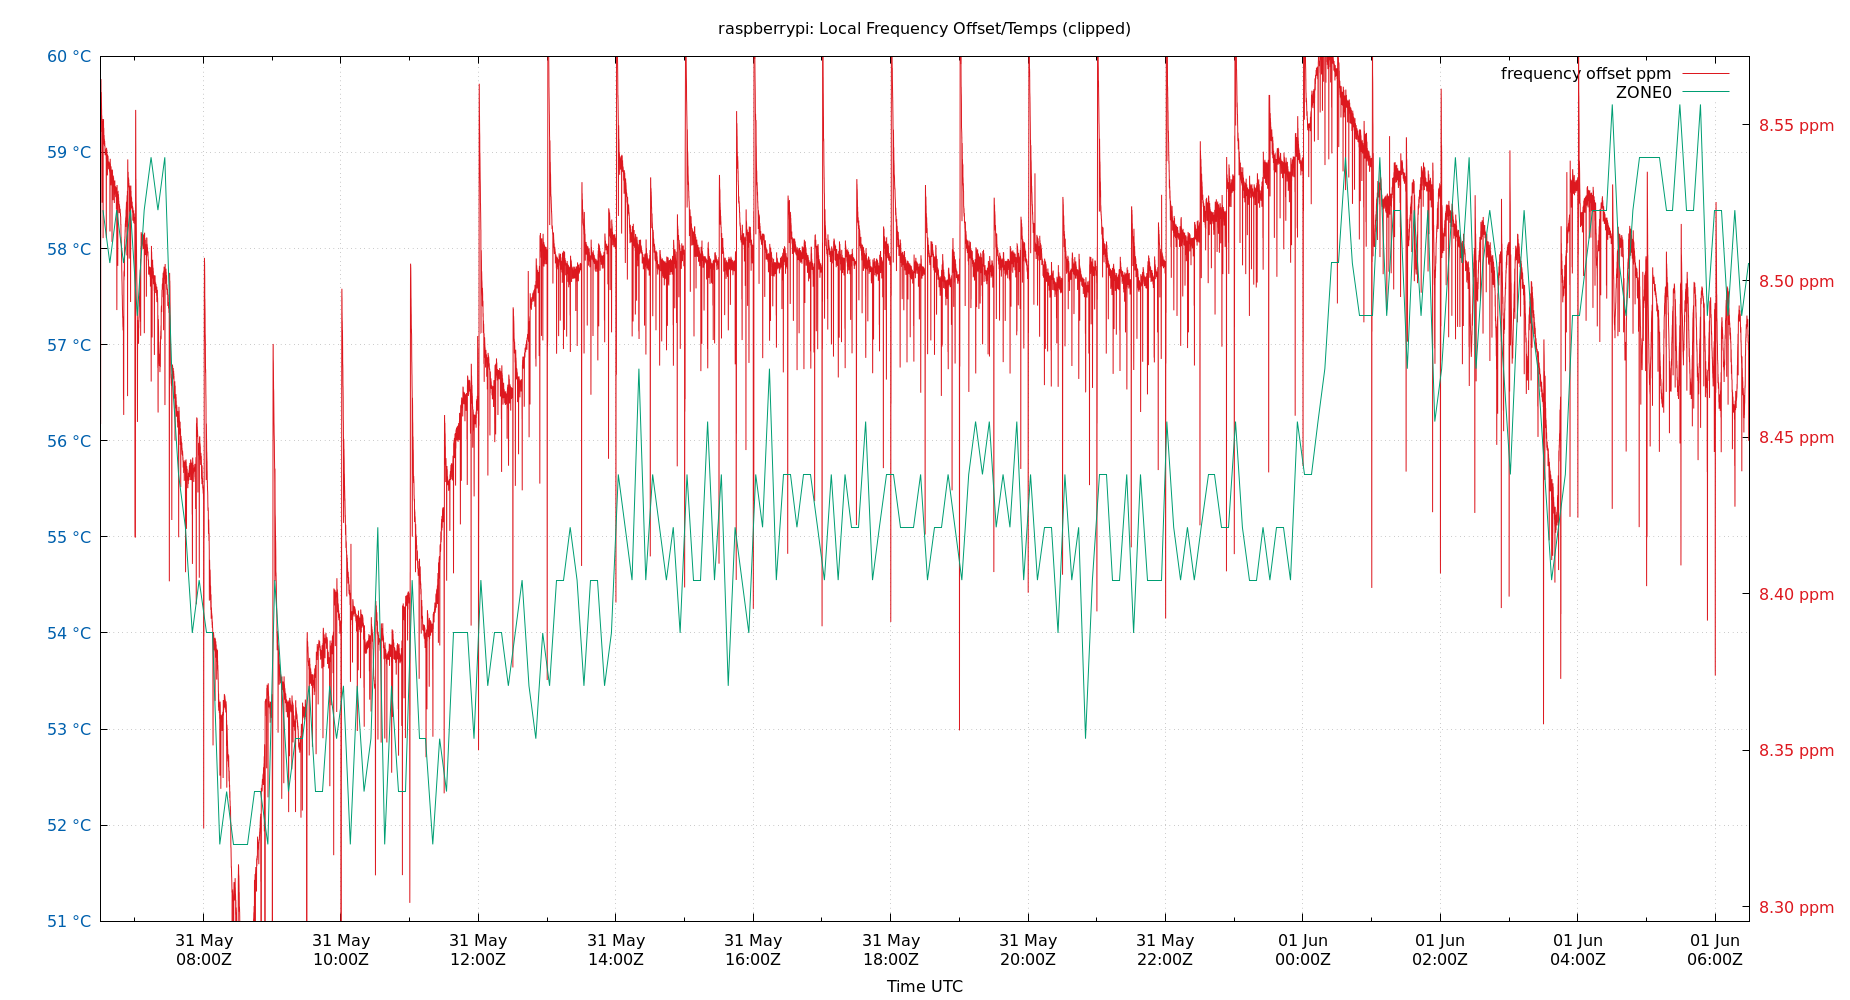 raspberrypi: Local Frequency Offset/Temps (clipped)
60 °C
59 °C
58 °C
57 °C
56 °C
55 °C
54 °C
53 °C
52 °C
51 °C
frequency offset ppm
ZONE0
8.55 ppm
8.50 ppm
8.45 ppm
8.40 ppm
8.35 ppm
8.30 ppm
31 May 31 May 31 May 31 May 31 May 31 May 31 May 31 May 01 Jun 01 Jun 01 Jun 01 Jun
08:00Z 10:00Z 12:00Z 14:00Z 16:00Z 18:00Z 20:00Z 22:00Z 00:00Z 02:00Z 04:00Z 06:00Z
Time UTC